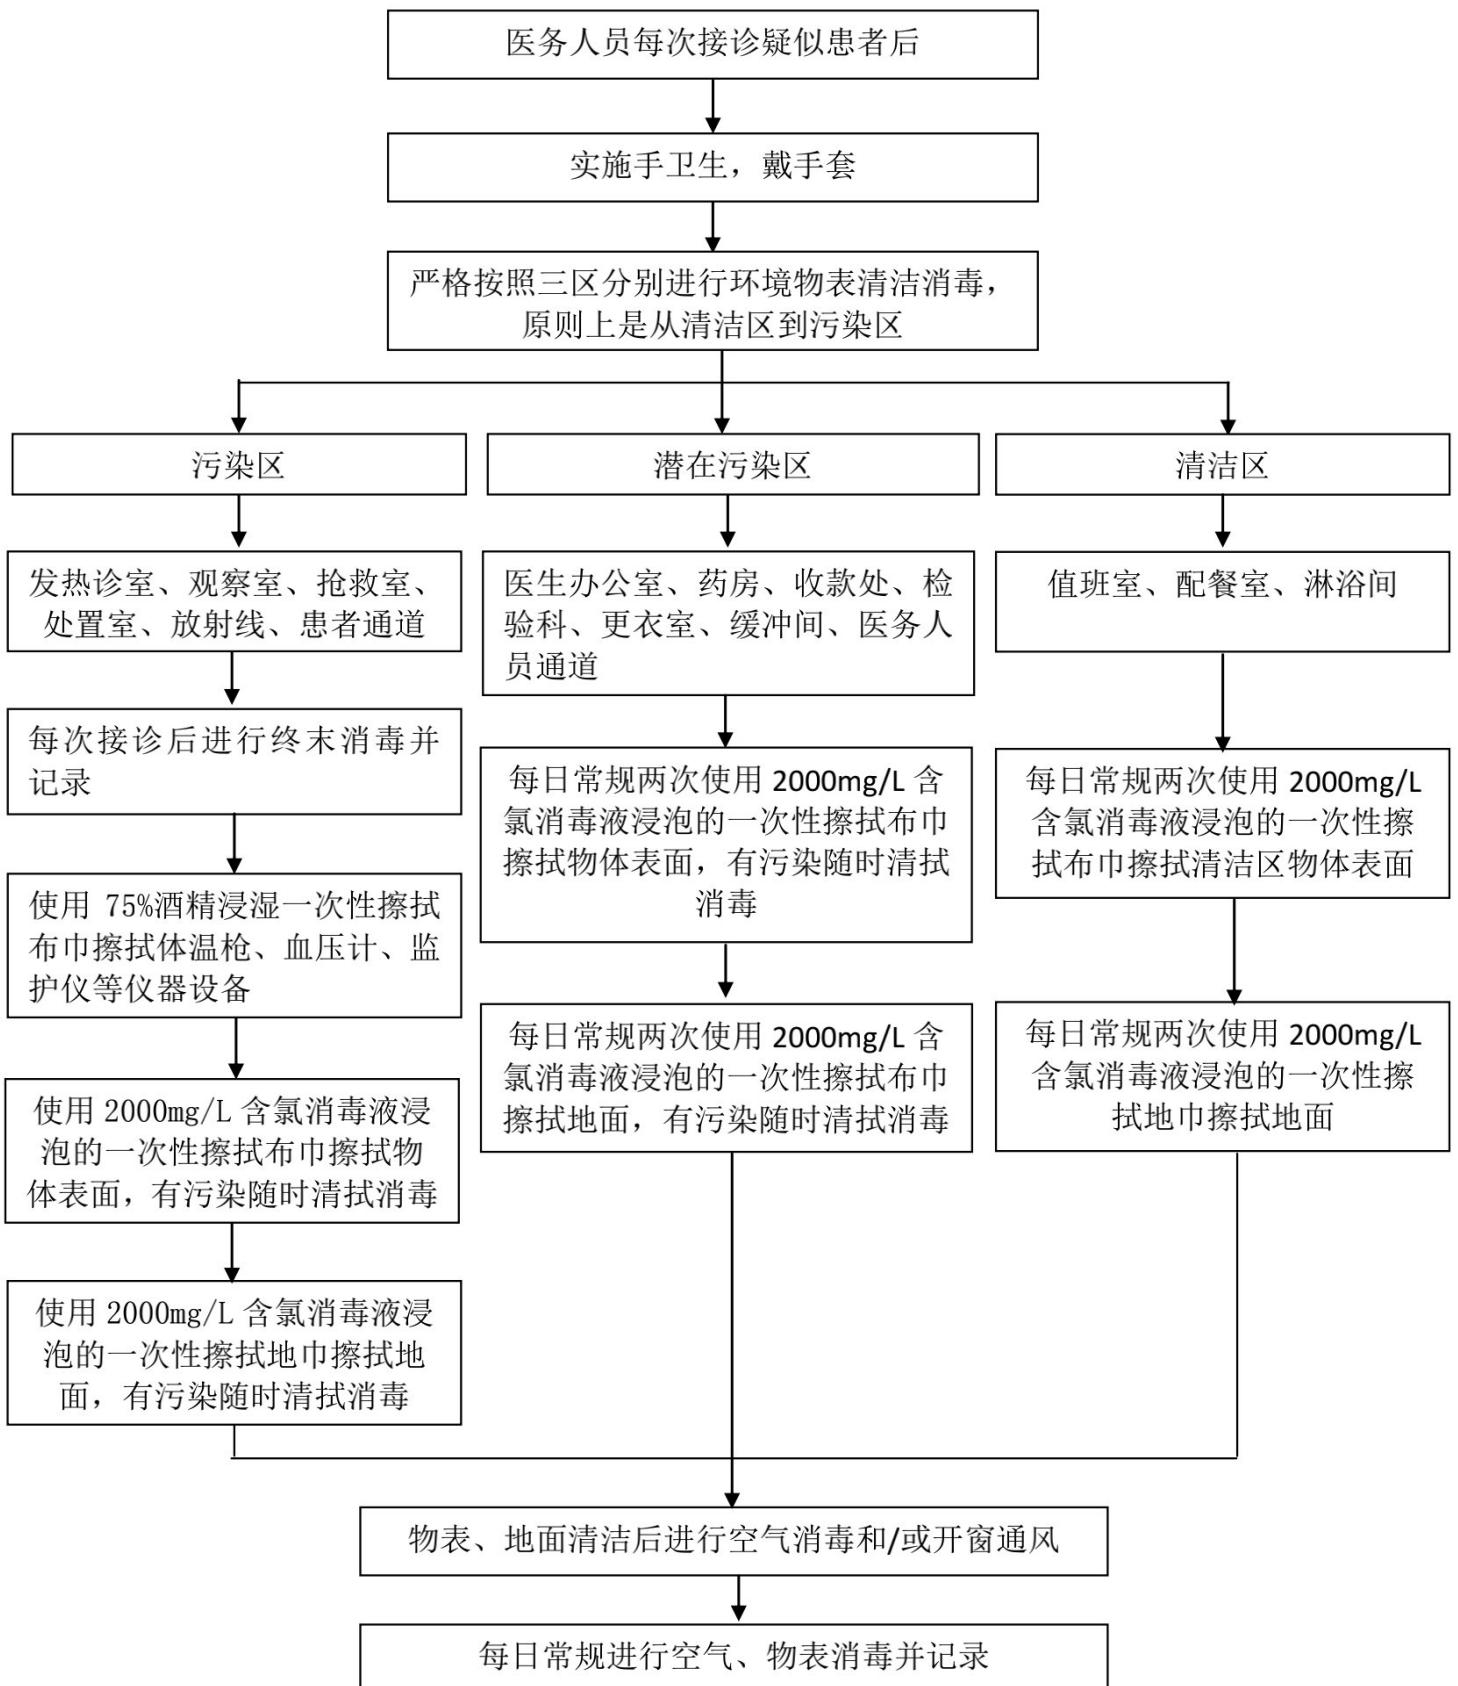 医务人员每次接诊疑似患者后
实施手卫生，戴手套
严格按照三区分别进行环境物表清洁消毒，
原则上是从清洁区到污染区
污染区
发热诊室、观察室、抢救室、
处置室、放射线、患者通道
每次接诊后进行终末消毒并
记录
使用 75%酒精浸湿一次性擦拭
布巾擦拭体温枪、血压计、监
护仪等仪器设备
使用 2000mg/L 含氯消毒液浸
泡的一次性擦拭布巾擦拭物
体表面，有污染随时清拭消毒
使用 2000mg/L 含氯消毒液浸
泡的一次性擦拭地巾擦拭地
面，有污染随时清拭消毒
潜在污染区
医生办公室、药房、收款处、检
验科、更衣室、缓冲间、医务人
员通道
每日常规两次使用 2000mg/L 含
氯消毒液浸泡的一次性擦拭布巾
擦拭物体表面，有污染随时清拭
消毒
每日常规两次使用 2000mg/L 含
氯消毒液浸泡的一次性擦拭布巾
擦拭地面，有污染随时清拭消毒
清洁区
值班室、配餐室、淋浴间
每日常规两次使用 2000mg/L
含氯消毒液浸泡的一次性擦
拭布巾擦拭清洁区物体表面
每日常规两次使用 2000mg/L
含氯消毒液浸泡的一次性擦
拭地巾擦拭地面
物表、地面清洁后进行空气消毒和/或开窗通风
每日常规进行空气、物表消毒并记录